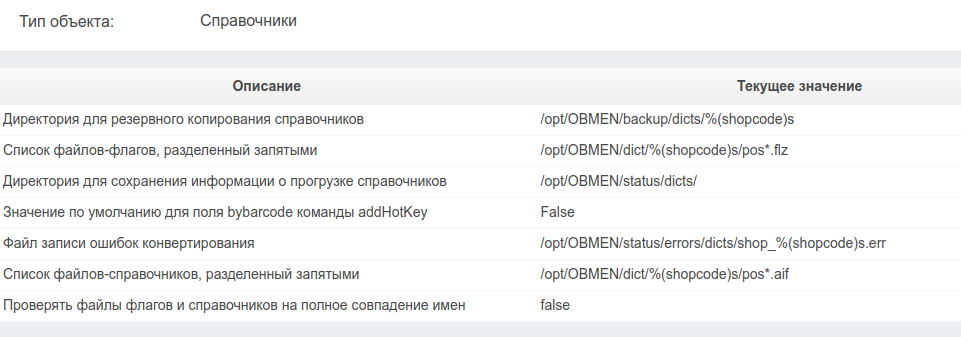 Тип объекта: Справочники
Описание Текущее значение
Директория для резервного копирования справочников /opt/OBMEN/backup/dicts/%(shopcode)s
Список файлов-флагов, разделенный запятыми /opt/OBMEN/dict/%(shopcode)s/pos*.flz
Директория для сохранения информации о прогрузке справочников /opt/OBMEN/status/dicts/
Значение по умолчанию для поля bybarcode команды addHotKey False
Файл записи ошибок конвертирования /opt/OBMEN/status/errors/dicts/shop_%(shopcode)s.err
Список файлов-справочников, разделенный запятыми /opt/OBMEN/dict/%(shopcode)s/pos*.aif
Проверять файлы флагов и справочников на полное совпадение имен false